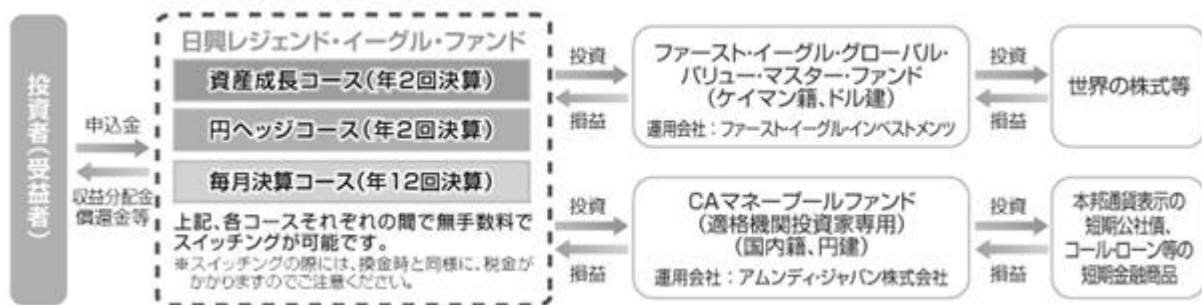 投資者(受益者)
申込金
収益分配金
償還金等
日興レジェンド・イーグル・ファンド
資産成長コース(年2回決算)
円ヘッジコース(年2回決算)
毎月決算コース(年12回決算)
上記、各コースそれぞれの間で無手数料で
スイッチングが可能です。
※スイッチングの際には、換金時と同様に、税金が
かかりますのでご注意ください。
投資
損益
ファースト・イーグル・グローバル・
バリュー・マスター・ファンド
(ケイマン籍、ドル建)
運用会社:ファースト・イーグル・インベストメンツ
投資
損益
世界の株式等
投資
損益
CAマネープールファンド
(適格機関投資家専用)
(国内籍、円建)
運用会社:アムンディ・ジャパン株式会社
投資
損益
本邦通貨表示の
短期公社債、
コール・ローン等の
短期金融商品